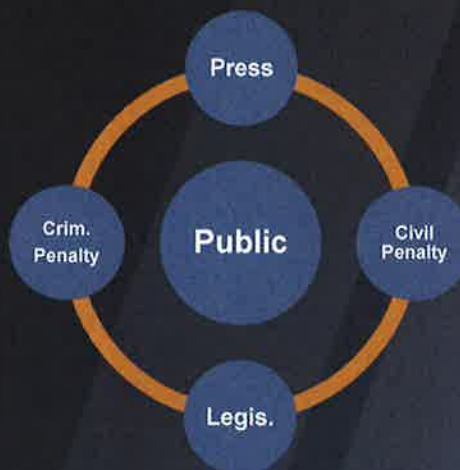 Press
Crim.
Penalty
Public
Civil
Penalty
Legis.